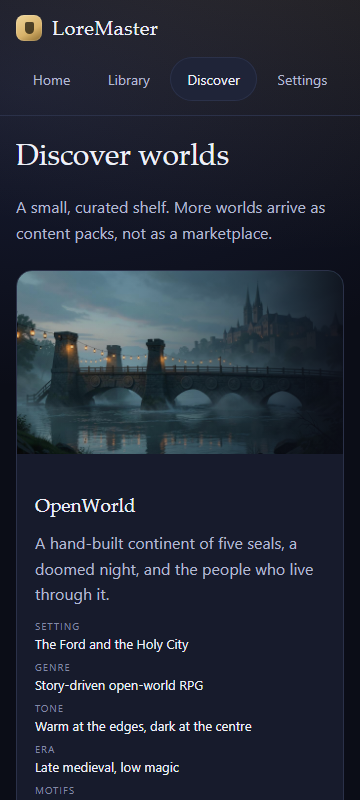 LoreMaster
Home Library Discover Settings
Discover worlds
A small, curated shelf. More worlds arrive as
content packs, not as a marketplace.
OpenWorld
A hand-built continent of five seals, a
doomed night, and the people who live
through it.
SETTING
The Ford and the Holy City
GENRE
Story-driven open-world RPG
TONE
Warm at the edges, dark at the centre
ERA
Late medieval, low magic
MOTIFS